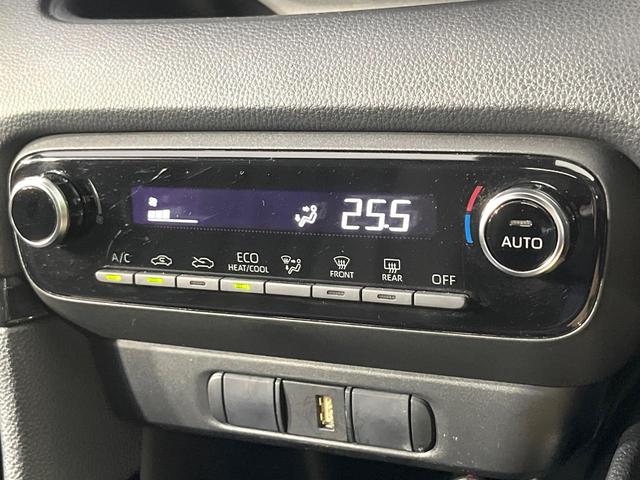 25.5
AUTO
A/C
ECO
HEAT/COOL
FRONT
REAR
OFF